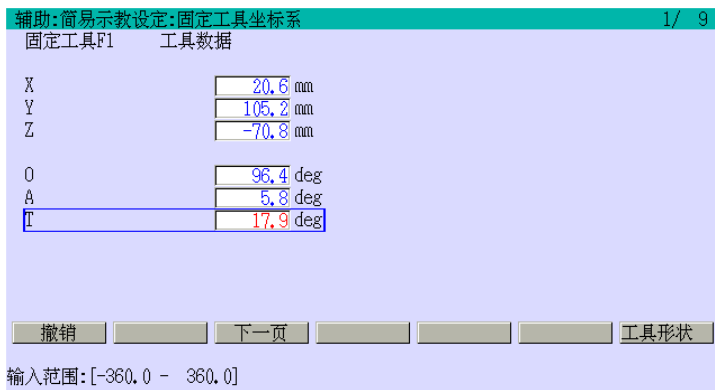 辅助:简易示教设定:固定工具坐标系 1/ 9
固定工具F1 工具数据
X 20.6 mm
Y 105.2 mm
Z -70.8 mm
O 96.4 deg
A 5.8 deg
T 17.9 deg
撤销 下一页 工具形状
输入范围:[-360.0 - 360.0]